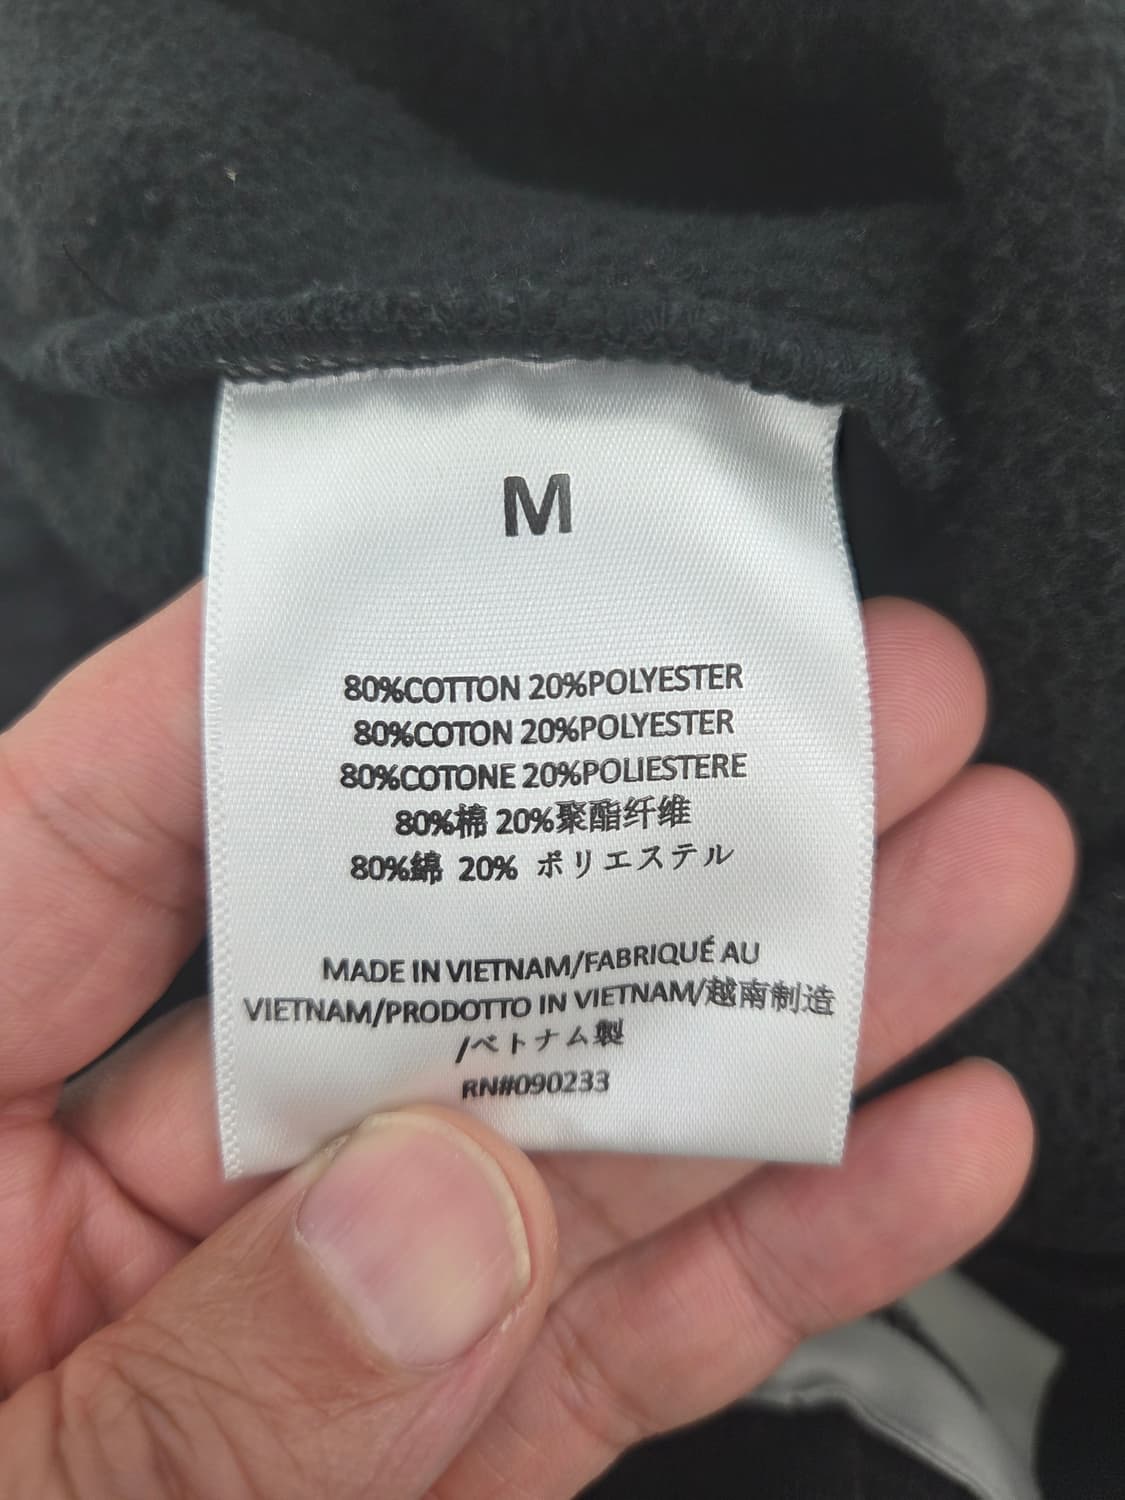 M
80%COTTON 20%POLYESTER
80%COTON 20%POLYESTER
80%COTONE 20%POLIESTERE
80%棉 20%聚酯纤维
80%綿 20% ポリエステル
MADE IN VIETNAM/FABRIQUÉ AU
VIETNAM/PRODOTTO IN VIETNAM/越南制造
/ベトナム製
RN#090233